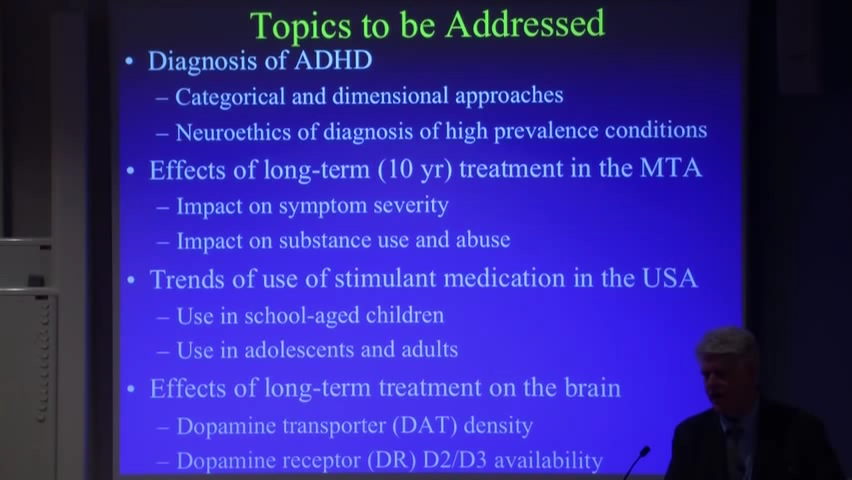 Topics to be Addressed
• Diagnosis of ADHD
– Categorical and dimensional approaches
– Neuroethics of diagnosis of high prevalence conditions
• Effects of long-term (10 yr) treatment in the MTA
– Impact on symptom severity
– Impact on substance use and abuse
• Trends of use of stimulant medication in the USA
– Use in school-aged children
– Use in adolescents and adults
• Effects of long-term treatment on the brain
– Dopamine transporter (DAT) density
– Dopamine receptor (DR) D2/D3 availability